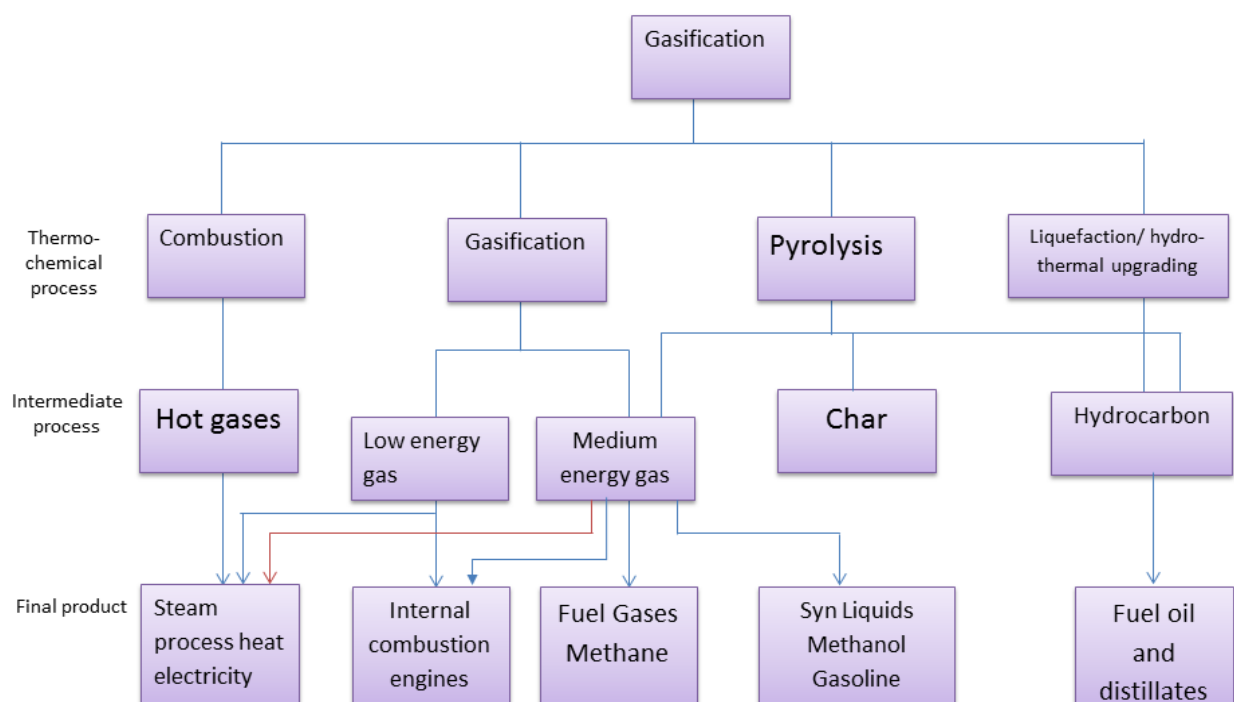 Gasification
Thermo-
chemical
process
Combustion
Gasification
Pyrolysis
Liquefaction/ hydro-
thermal upgrading
Intermediate
process
Hot gases
Low energy
gas
Medium
energy gas
Char
Hydrocarbon
Final product
Steam
process heat
electricity
Internal
combustion
engines
Fuel Gases
Methane
Syn Liquids
Methanol
Gasoline
Fuel oil
and
distillates